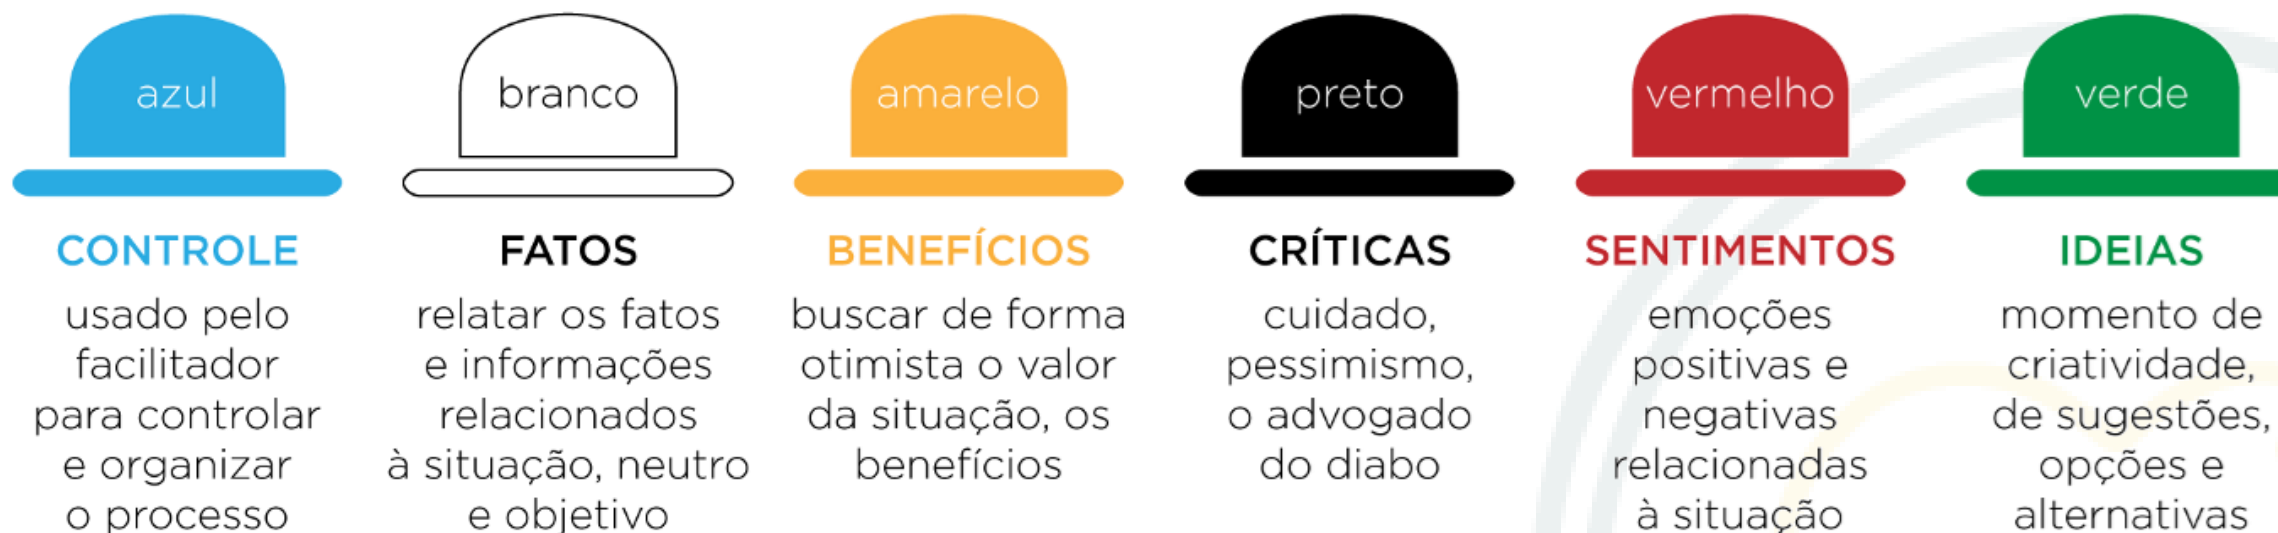 azul
CONTROLE
usado pelo
facilitador
para controlar
e organizar
o processo
branco
FATOS
relatar os fatos
e informações
relacionados
à situação, neutro
e objetivo
amarelo
BENEFÍCIOS
buscar de forma
otimista o valor
da situação, os
benefícios
preto
CRÍTICAS
cuidado,
pessimismo,
o advogado
do diabo
vermelho
SENTIMENTOS
emoções
positivas e
negativas
relacionadas
à situação
verde
IDEIAS
momento de
criatividade,
de sugestões,
opções e
alternativas